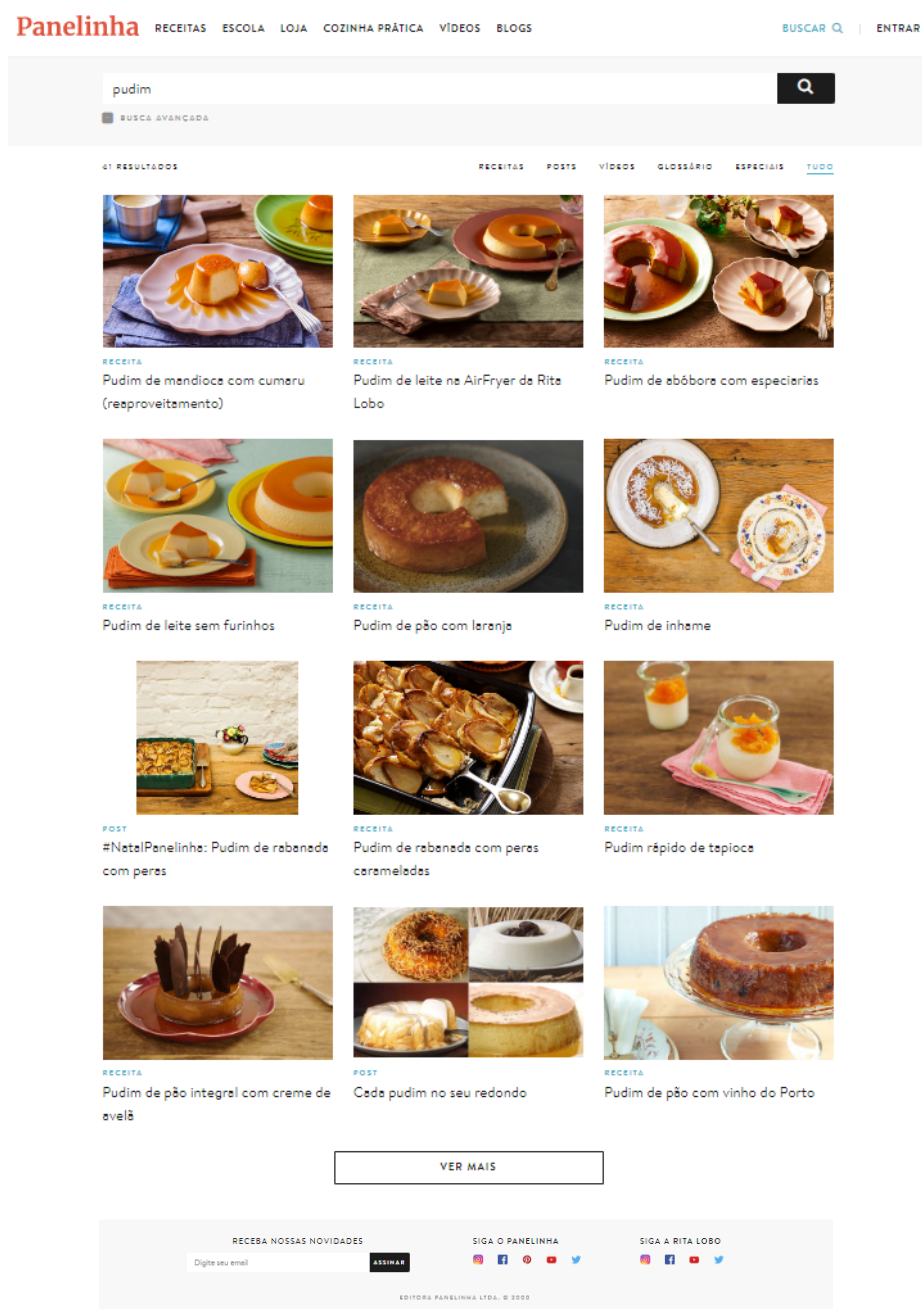 Panelinha RECEITAS ESCOLA LOJA COZINHA PRÁTICA VÍDEOS BLOGS BUSCAR ENTRAR
pudim
BUSCA AVANÇADA
61 RESULTADOS RECEITAS POSTS VÍDEOS GLOSSÁRIO ESPECIAIS TUDO
RECEITA
Pudim de mandioca com cumaru
(reaproveitamento)
RECEITA
Pudim de leite na AirFryer da Rita
Lobo
RECEITA
Pudim de abóbora com especiarias
RECEITA
Pudim de leite sem furinhos
RECEITA
Pudim de pão com laranja
RECEITA
Pudim de inhame
POST
#NatalPanelinha: Pudim de rabanada
com peras
RECEITA
Pudim de rabanada com peras
carameladas
RECEITA
Pudim rápido de tapioca
RECEITA
Pudim de pão integral com creme de
avelã
POST
Cada pudim no seu redondo
RECEITA
Pudim de pão com vinho do Porto
VER MAIS
RECEBA NOSSAS NOVIDADES
Digite seu email ASSINAR
SIGA O PANELINHA
SIGA A RITA LOBO
EDITORA PANELINHA LTDA. © 2000